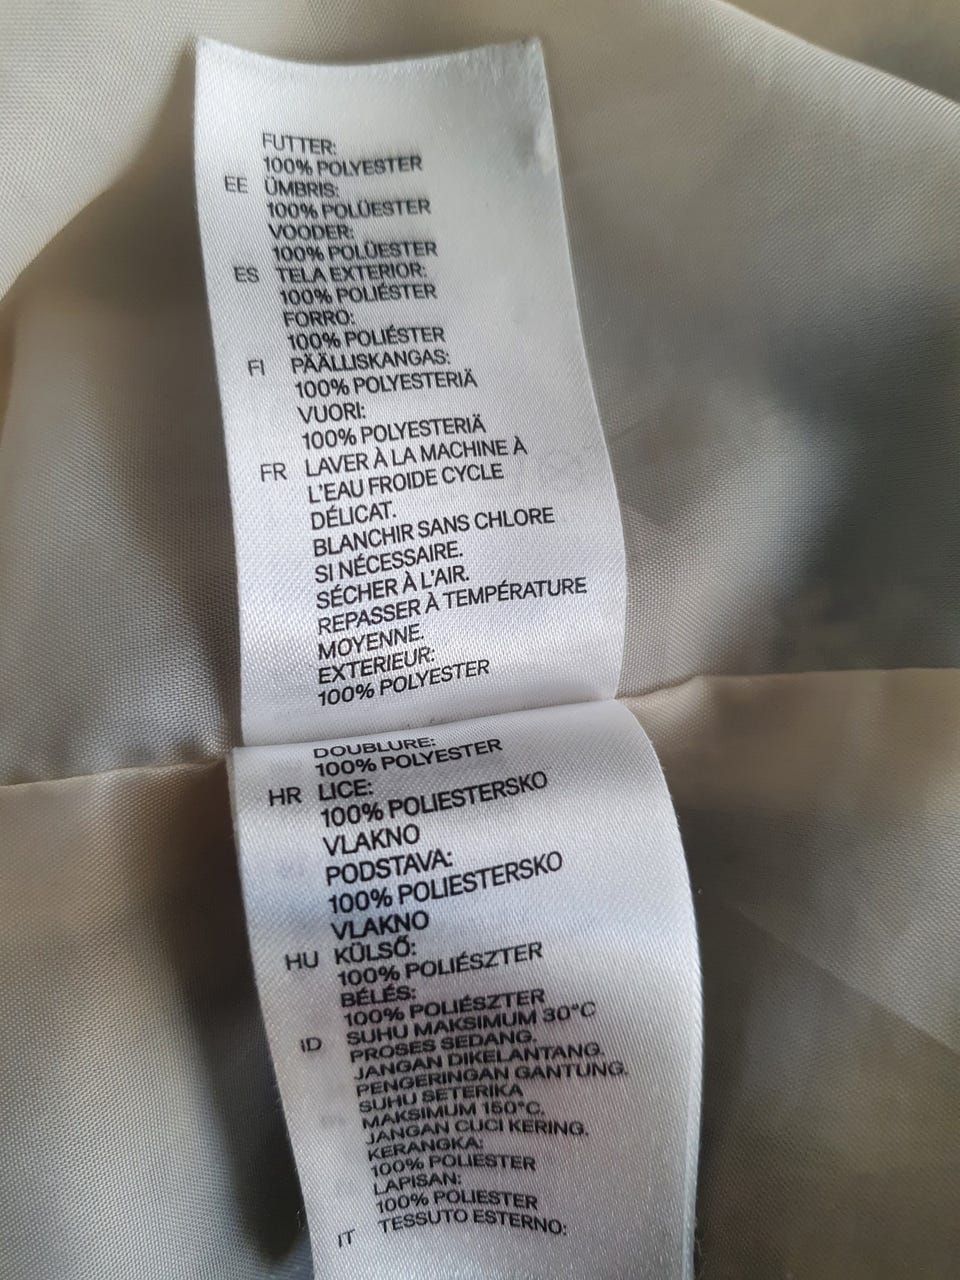 FUTTER:
100% POLYESTER
EE ÜMBRIS:
100% POLÜESTER
VOODER:
100% POLÜESTER
ES TELA EXTERIOR:
100% POLIÉSTER
FORRO:
100% POLIÉSTER
FI PÄÄLLISKANGAS:
100% POLYESTERIÄ
VUORI:
100% POLYESTERIÄ
FR LAVER À LA MACHINE À
L'EAU FROIDE CYCLE
DÉLICAT.
BLANCHIR SANS CHLORE
SI NÉCESSAIRE.
SÉCHER À L'AIR.
REPASSER À TEMPÉRATURE
MOYENNE.
EXTERIEUR:
100% POLYESTER
DOUBLURE:
100% POLYESTER
HR LICE:
100% POLIESTERSKO
VLAKNO
PODSTAVA:
100% POLIESTERSKO
VLAKNO
HU KÜLSŐ:
100% POLIÉSZTER
BÉLÉS:
100% POLIÉSZTER
ID SUHU MAKSIMUM 30°C
PROSES SEDANG.
JANGAN DIKELANTANG.
PENGERINGAN GANTUNG.
SUHU SETERIKA
MAKSIMUM 150°C.
JANGAN CUCI KERING.
KERANGKA:
100% POLIESTER
LAPISAN:
100% POLIESTER
IT TESSUTO ESTERNO: